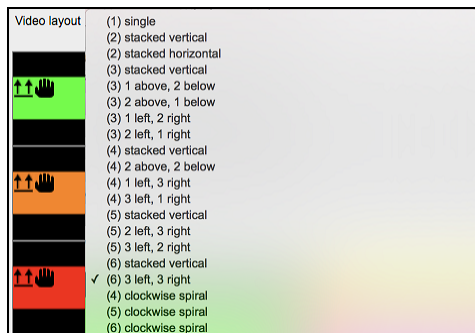 Video layout
(1) single
(2) stacked vertical
(2) stacked horizontal
(3) stacked vertical
(3) 1 above, 2 below
(3) 2 above, 1 below
(3) 1 left, 2 right
(3) 2 left, 1 right
(4) stacked vertical
(4) 2 above, 2 below
(4) 1 left, 3 right
(4) 3 left, 1 right
(5) stacked vertical
(5) 2 left, 3 right
(5) 3 left, 2 right
(6) stacked vertical
✓ (6) 3 left, 3 right
(4) clockwise spiral
(5) clockwise spiral
(6) clockwise spiral